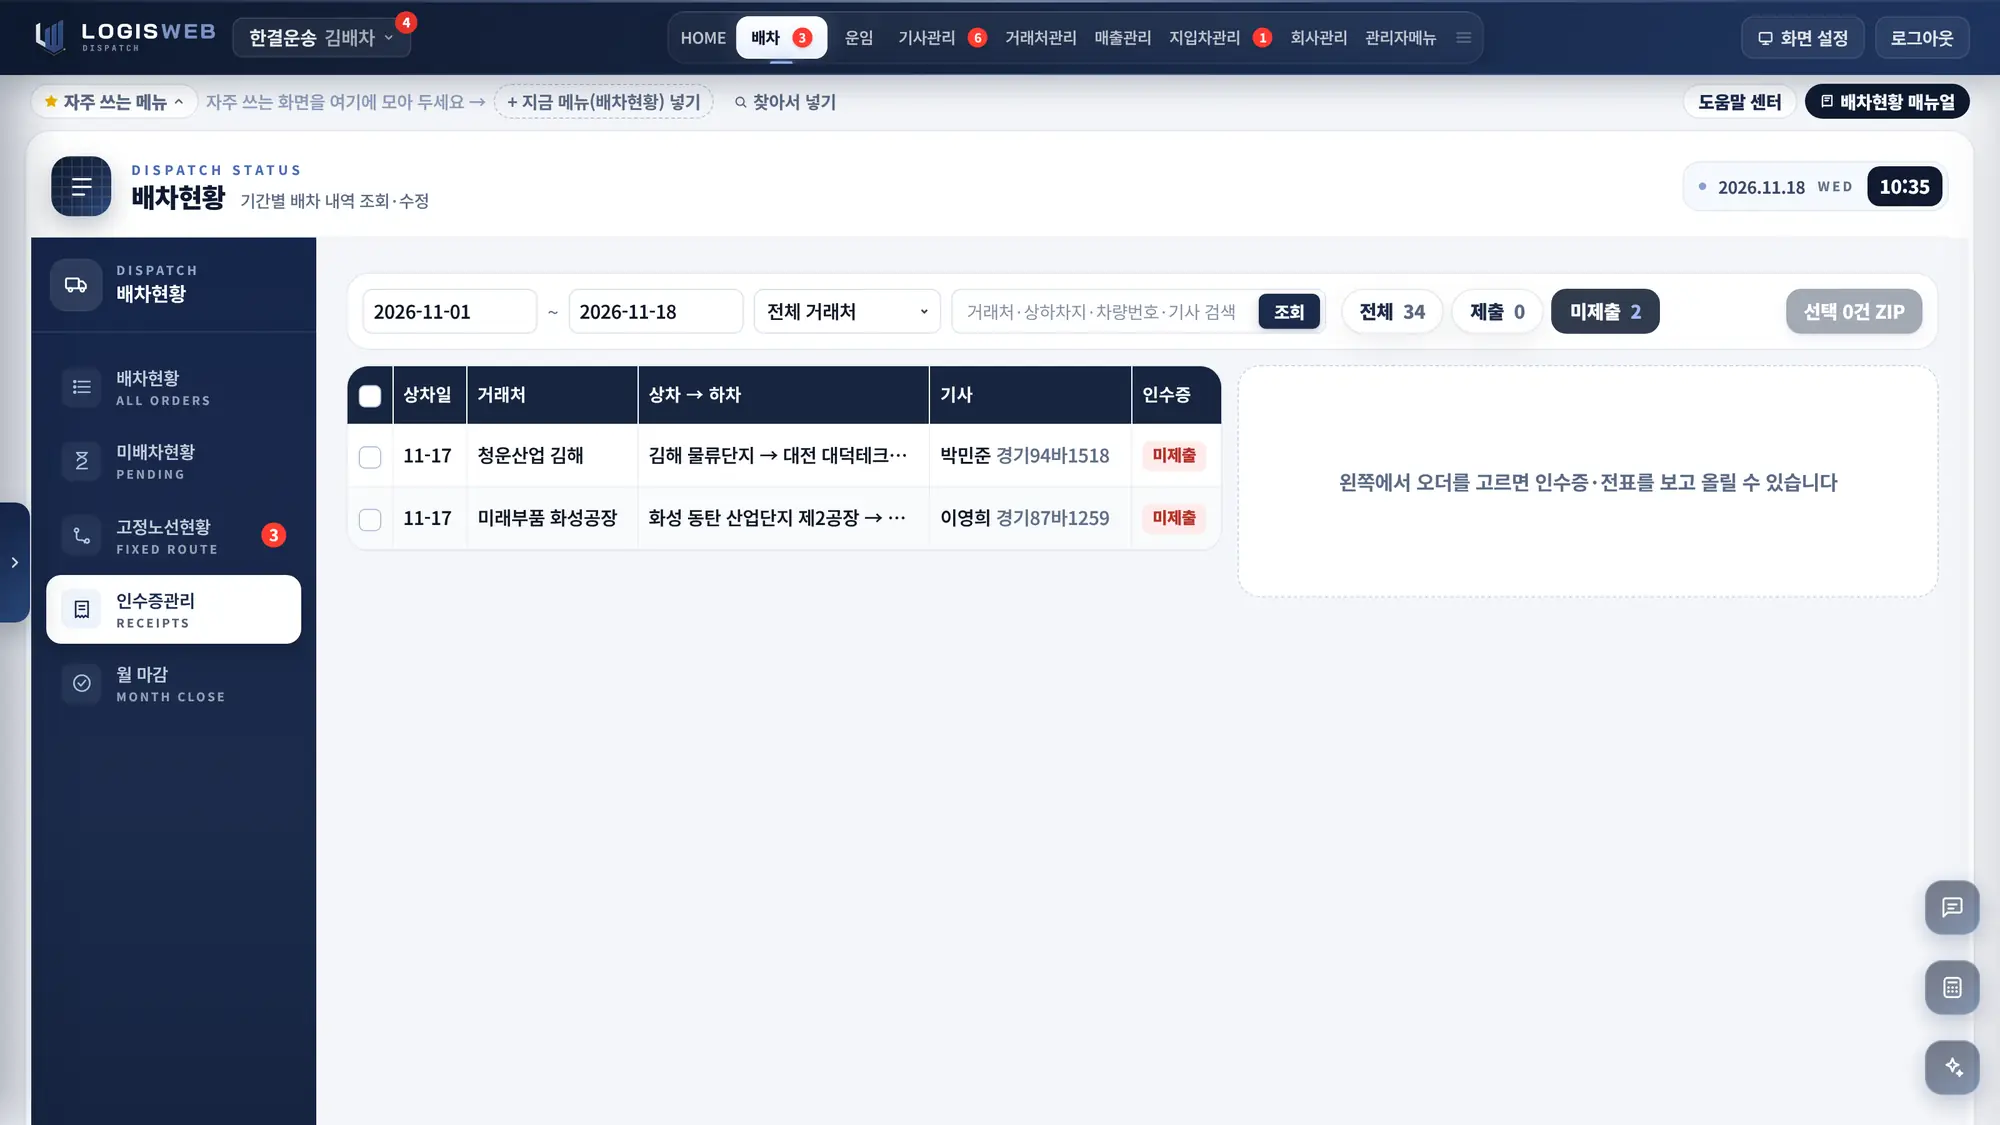 LOGISWEB
DISPATCH
한결운송 김배차
4
HOME
배차 3
운임
기사관리 6
거래처관리
매출관리
지입차관리 1
회사관리
관리자메뉴
화면 설정
로그아웃
자주 쓰는 메뉴
자주 쓰는 화면을 여기에 모아 두세요 →
+ 지금 메뉴(배차현황) 넣기
찾아서 넣기
도움말 센터
배차현황 매뉴얼
DISPATCH STATUS
배차현황 기간별 배차 내역 조회·수정
2026.11.18 WED 10:35
DISPATCH
배차현황
배차현황
ALL ORDERS
미배차현황
PENDING
고정노선현황
FIXED ROUTE
3
인수증관리
RECEIPTS
월 마감
MONTH CLOSE
2026-11-01 ~ 2026-11-18
전체 거래처
거래처·상하차지·차량번호·기사 검색
조회
전체 34
제출 0
미제출 2
선택 0건 ZIP
상차일 거래처 상차 → 하차 기사 인수증
11-17 청운산업 김해 김해 물류단지 → 대전 대덕테크… 박민준 경기94바1518 미제출
11-17 미래부품 화성공장 화성 동탄 산업단지 제2공장 → … 이영희 경기87바1259 미제출
왼쪽에서 오더를 고르면 인수증·전표를 보고 올릴 수 있습니다